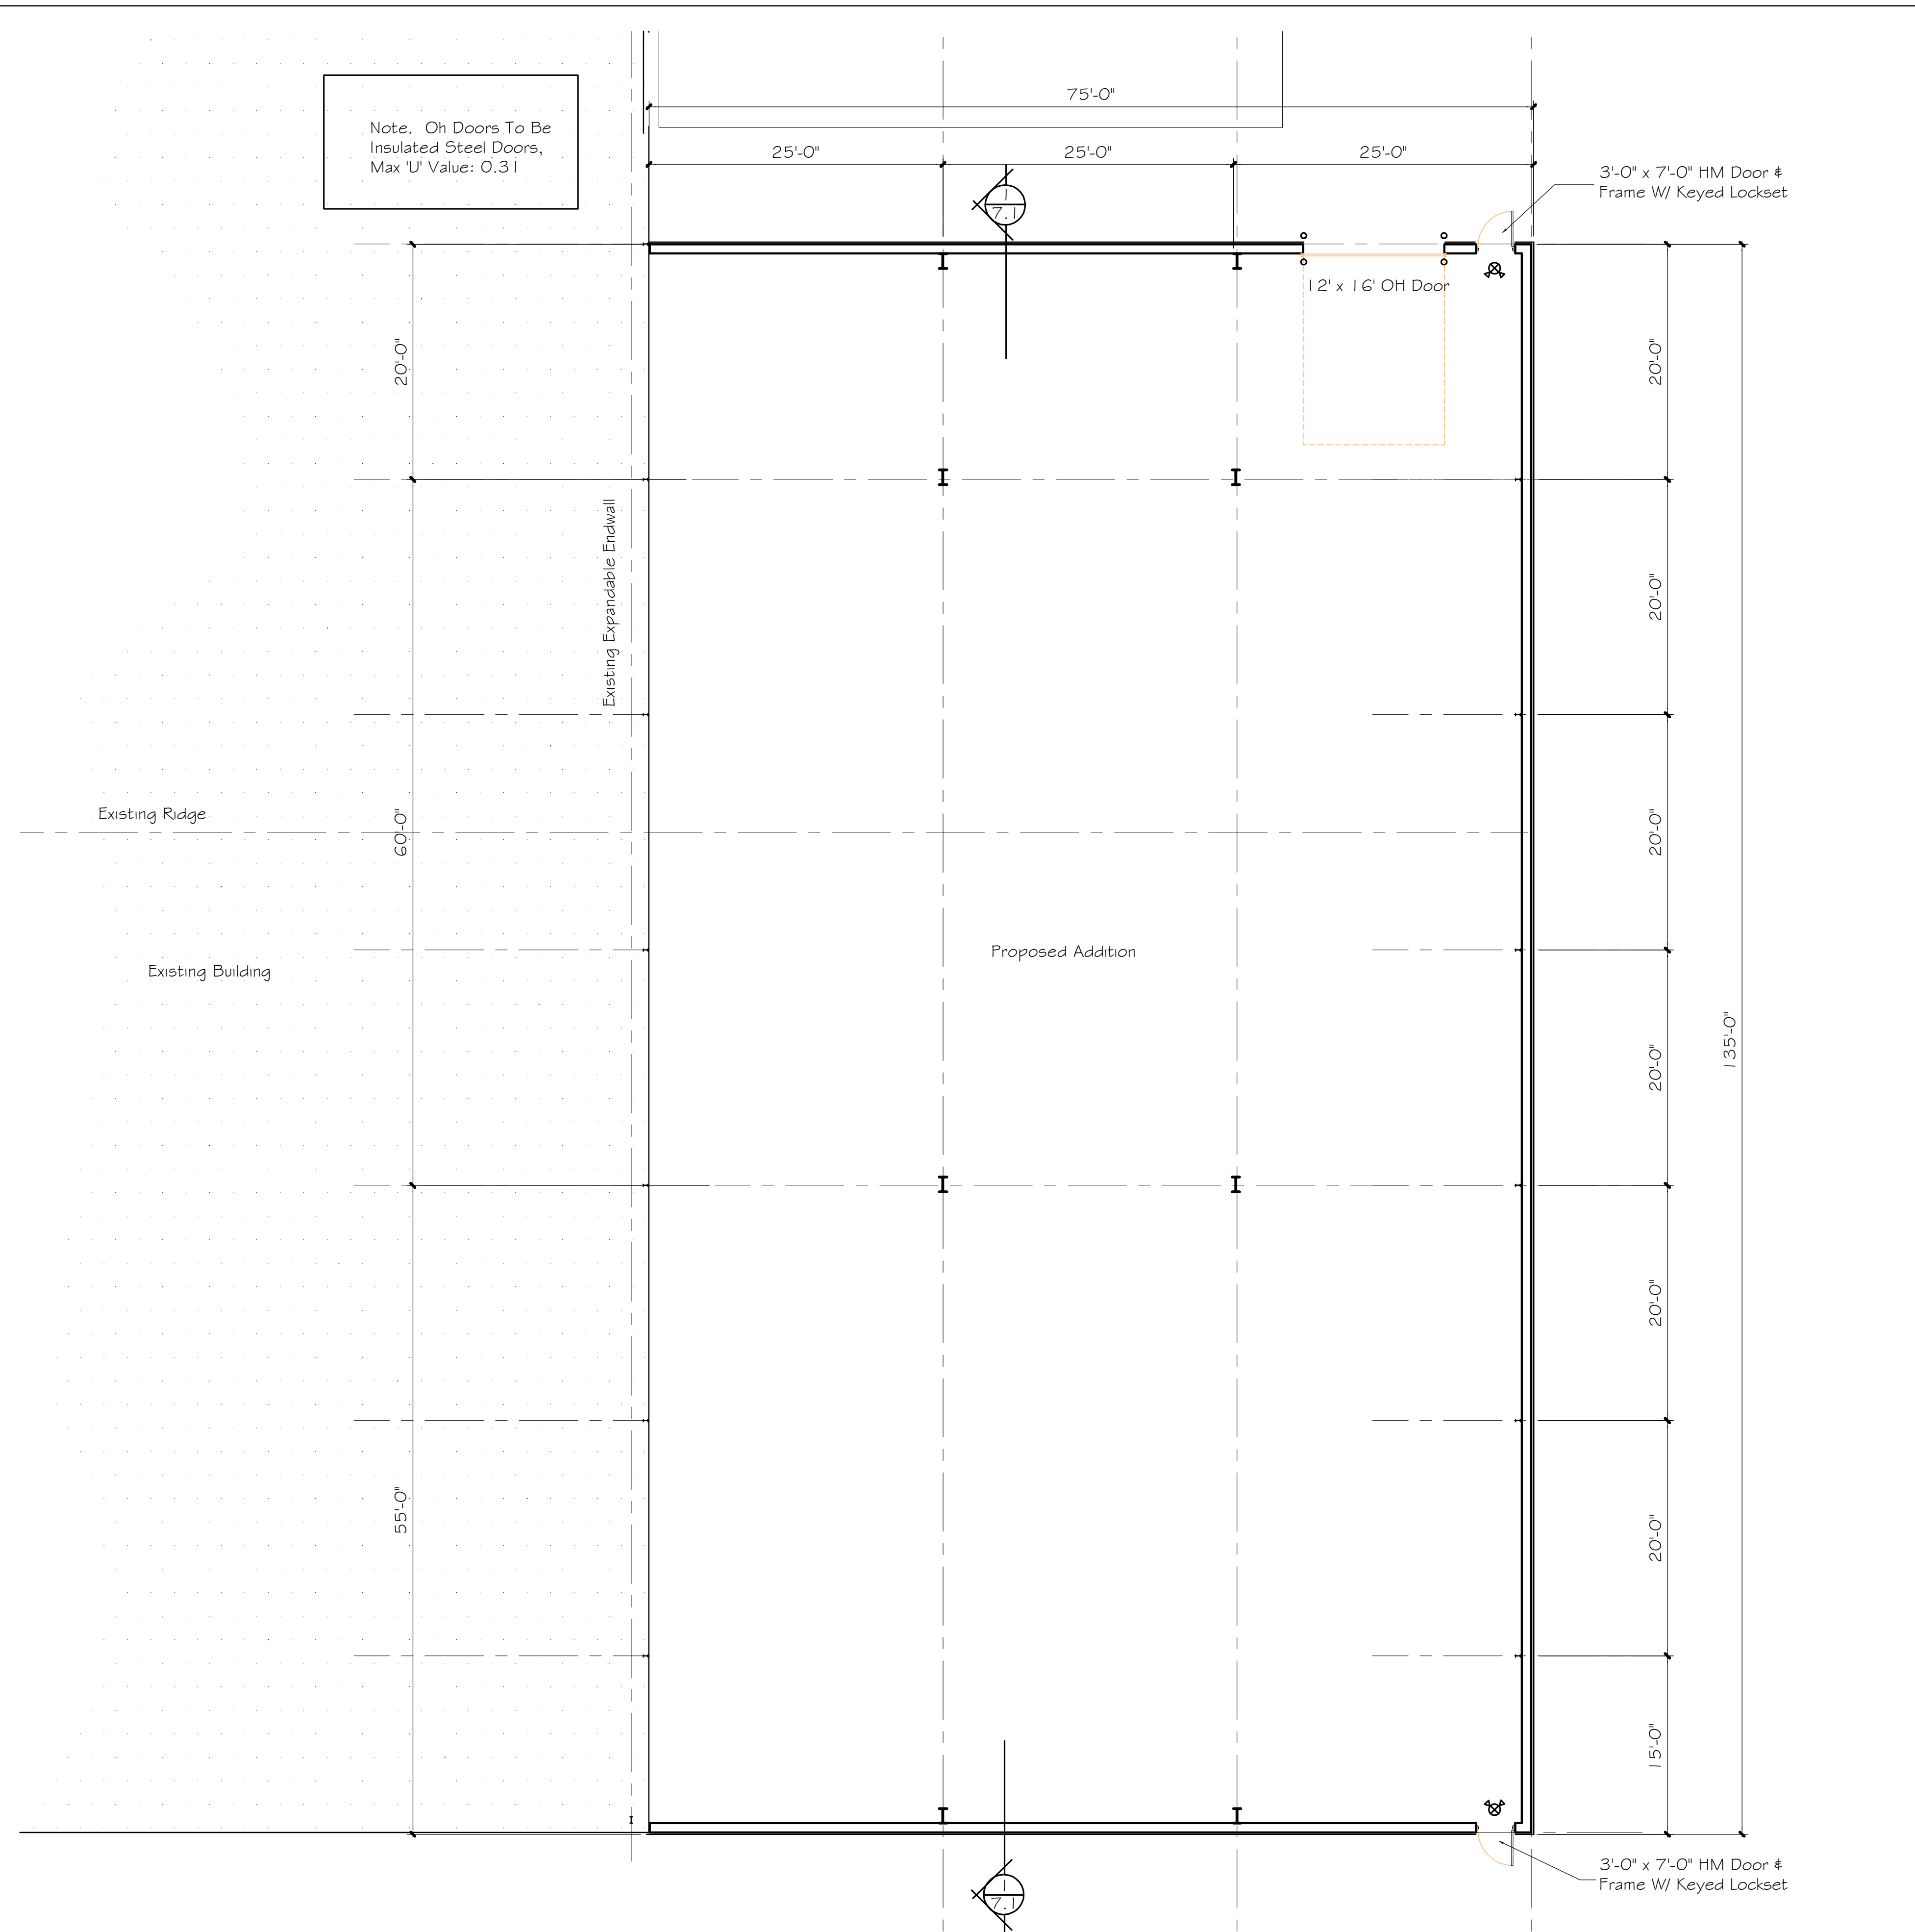 75'-0"
Note. Oh Doors To Be
Insulated Steel Doors,
Max 'U' Value: 0.31
25'-0"
25'-0"
25'-0"
3'-0" x 7'-0" HM Door &
Frame W/ Keyed Lockset
1
7.1
12' x 16' OH Door
20'-0"
20'-0"
Existing Expandable Endwall
20'-0"
Existing Ridge
60'-0"
20'-0"
Proposed Addition
Existing Building
20'-0"
135'-0"
20'-0"
55'-0"
20'-0"
15'-0"
3'-0" x 7'-0" HM Door &
Frame W/ Keyed Lockset
1
7.1